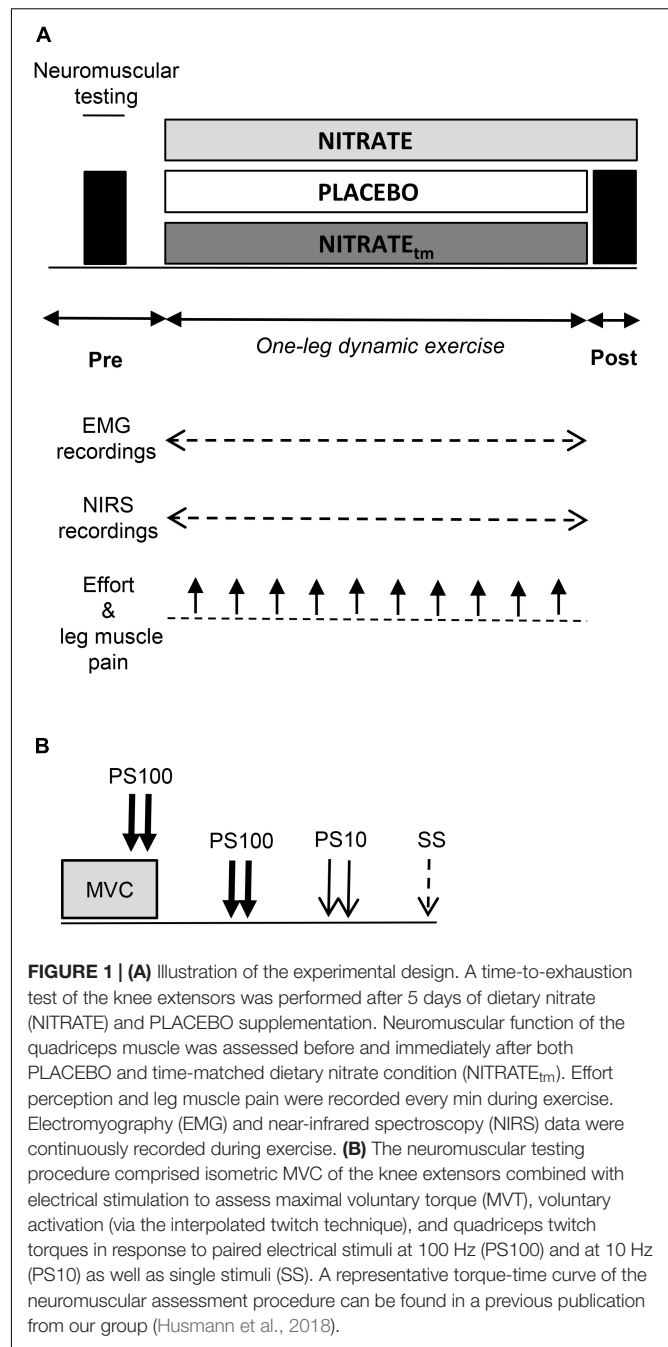 A
Neuromuscular
testing
NITRATE
PLACEBO
NITRATEtm
Pre
One-leg dynamic exercise
Post
EMG
recordings
NIRS
recordings
Effort
&
leg muscle
pain
B
PS100
PS100
PS10
SS
MVC
FIGURE 1 | (A) Illustration of the experimental design. A time-to-exhaustion
test of the knee extensors was performed after 5 days of dietary nitrate
(NITRATE) and PLACEBO supplementation. Neuromuscular function of the
quadriceps muscle was assessed before and immediately after both
PLACEBO and time-matched dietary nitrate condition (NITRATEtm). Effort
perception and leg muscle pain were recorded every min during exercise.
Electromyography (EMG) and near-infrared spectroscopy (NIRS) data were
continuously recorded during exercise. (B) The neuromuscular testing
procedure comprised isometric MVC of the knee extensors combined with
electrical stimulation to assess maximal voluntary torque (MVT), voluntary
activation (via the interpolated twitch technique), and quadriceps twitch
torques in response to paired electrical stimuli at 100 Hz (PS100) and at 10 Hz
(PS10) as well as single stimuli (SS). A representative torque-time curve of the
neuromuscular assessment procedure can be found in a previous publication
from our group (Husmann et al., 2018).